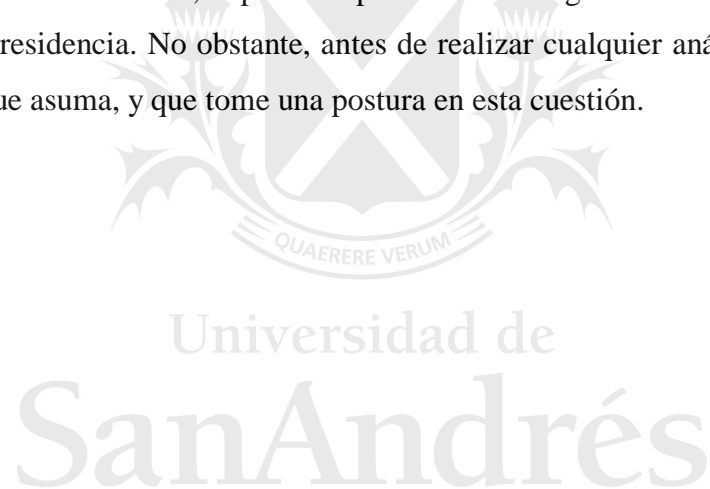 residencia. No obstante, antes de realizar cualquier aná
ue asuma, y que tome una postura en esta cuestión.
QUAERERE VERUM
Universidad de
SanAndrés